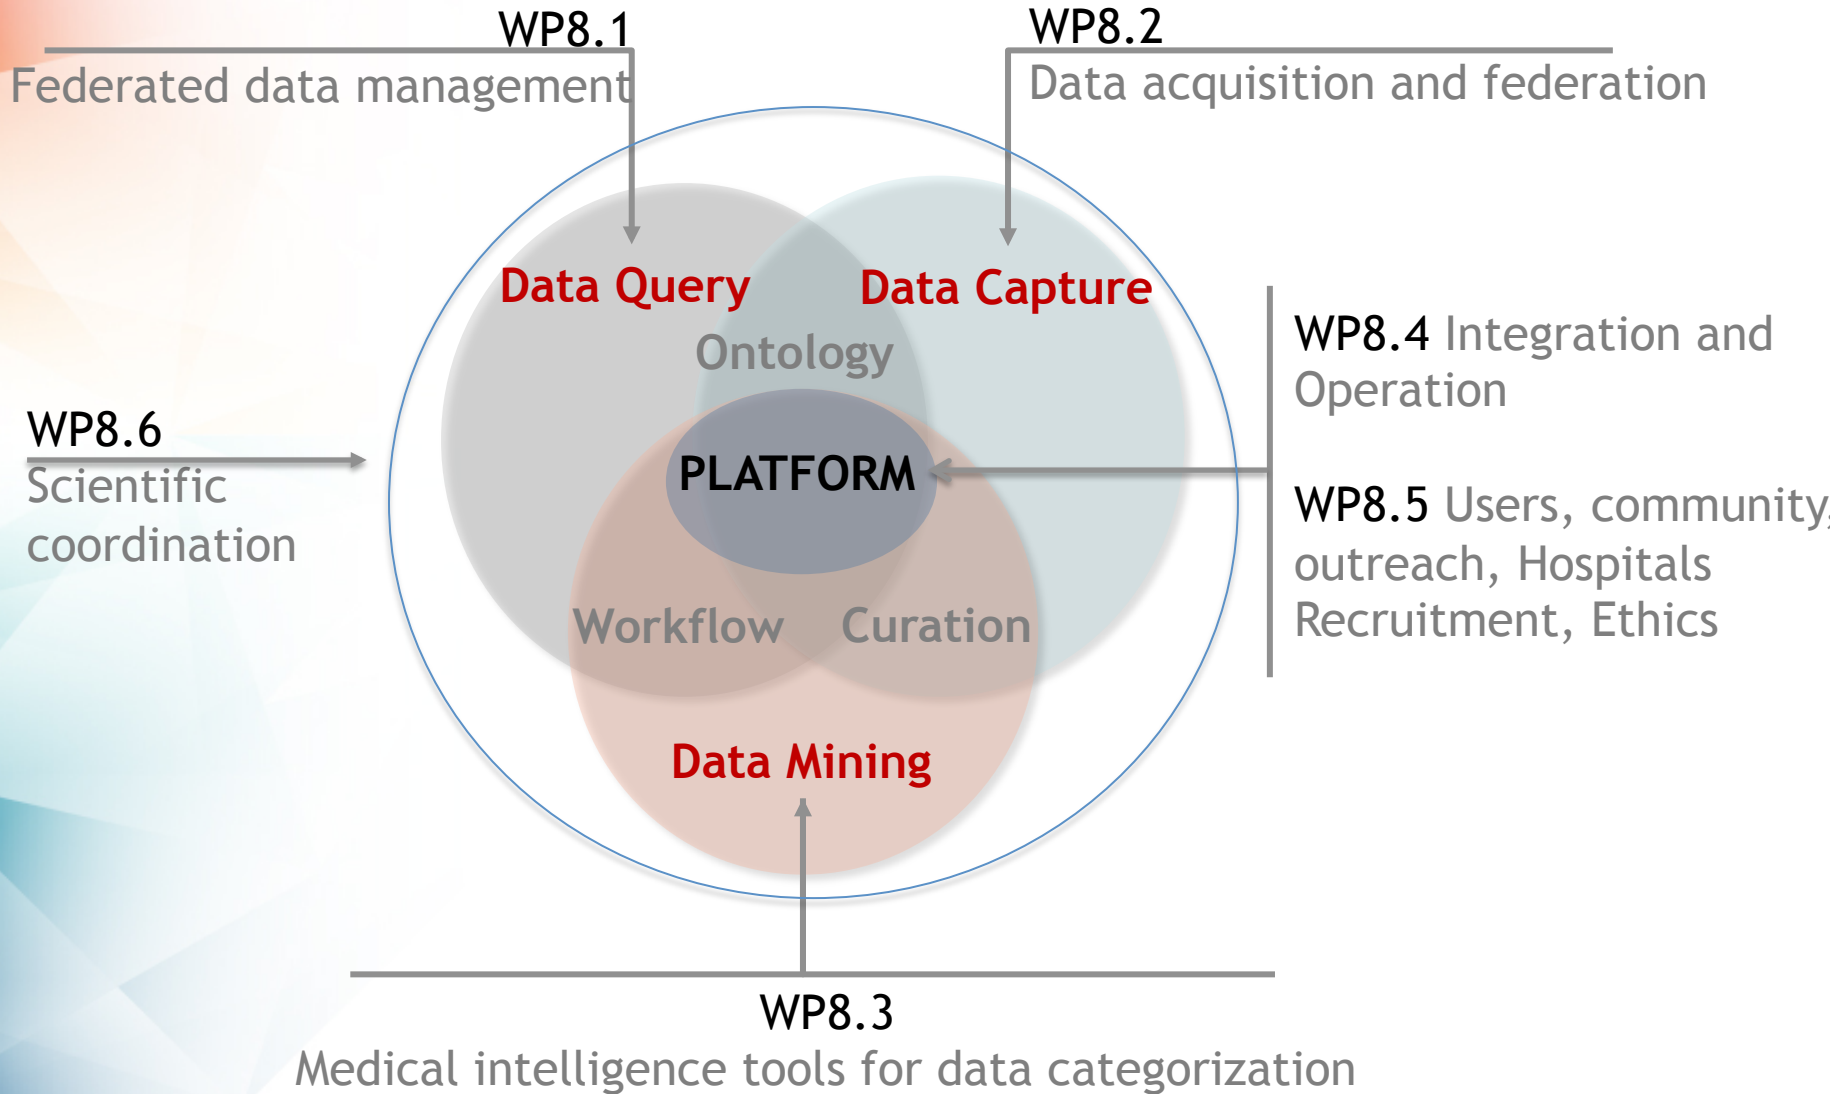 WP8.1
Federated data management
WP8.2
Data acquisition and federation
Data Query
Data Capture
Ontology
WP8.4 Integration and
Operation
WP8.6
Scientific
coordination
PLATFORM
WP8.5 Users, community,
outreach, Hospitals
Recruitment, Ethics
Workflow
Curation
Data Mining
WP8.3
Medical intelligence tools for data categorization